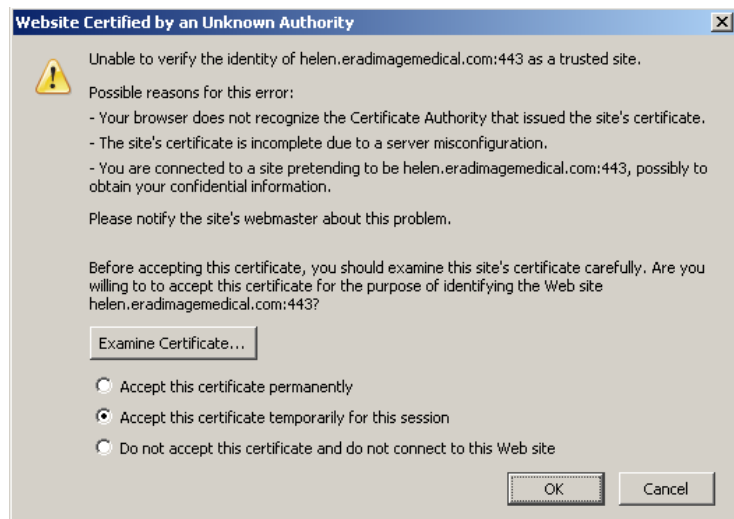 Website Certified by an Unknown Authority
Unable to verify the identity of helen.eradimagemedical.com:443 as a trusted site.
Possible reasons for this error:
- Your browser does not recognize the Certificate Authority that issued the site's certificate.
- The site's certificate is incomplete due to a server misconfiguration.
- You are connected to a site pretending to be helen.eradimagemedical.com:443, possibly to
obtain your confidential information.
Please notify the site's webmaster about this problem.
Before accepting this certificate, you should examine this site's certificate carefully. Are you
willing to to accept this certificate for the purpose of identifying the Web site
helen.eradimagemedical.com:443?
Examine Certificate...
Accept this certificate permanently
Accept this certificate temporarily for this session
Do not accept this certificate and do not connect to this Web site
OK Cancel